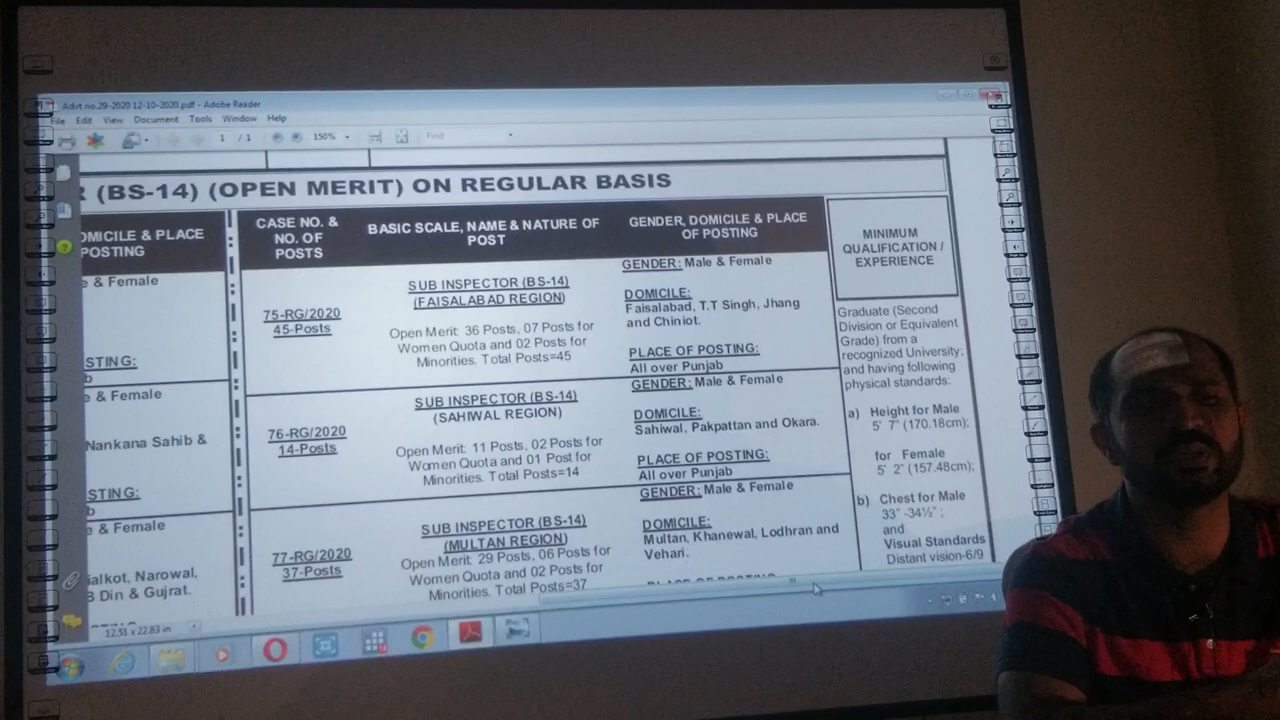 Advt no.29-2020 12-10-2020.pdf - Adobe Reader
File Edit View Document Tools Window Help
1 / 1 150% Find
(BS-14) (OPEN MERIT) ON REGULAR BASIS
OMICILE & PLACE
POSTING
e & Female
STING:
b
e & Female
Nankana Sahib &
STING:
b
e & Female
ialkot, Narowal,
B Din & Gujrat.
CASE NO. &
NO. OF
POSTS
BASIC SCALE, NAME & NATURE OF
POST
GENDER, DOMICILE & PLACE
OF POSTING
75-RG/2020
45-Posts
SUB INSPECTOR (BS-14)
(FAISALABAD REGION)
Open Merit: 36 Posts, 07 Posts for
Women Quota and 02 Posts for
Minorities. Total Posts=45
GENDER: Male & Female
DOMICILE:
Faisalabad, T.T Singh, Jhang
and Chiniot.
PLACE OF POSTING:
All over Punjab
76-RG/2020
14-Posts
SUB INSPECTOR (BS-14)
(SAHIWAL REGION)
Open Merit: 11 Posts, 02 Posts for
Women Quota and 01 Post for
Minorities. Total Posts=14
GENDER: Male & Female
DOMICILE:
Sahiwal, Pakpattan and Okara.
PLACE OF POSTING:
All over Punjab
77-RG/2020
37-Posts
SUB INSPECTOR (BS-14)
(MULTAN REGION)
Open Merit: 29 Posts, 06 Posts for
Women Quota and 02 Posts for
Minorities. Total Posts=37
GENDER: Male & Female
DOMICILE:
Multan, Khanewal, Lodhran and
Vehari.
PLACE OF POSTING:
MINIMUM
QUALIFICATION /
EXPERIENCE
Graduate (Second
Division or Equivalent
Grade) from a
recognized University;
and having following
physical standards:
a) Height for Male
5' 7" (170.18cm);
for Female
5' 2" (157.48cm);
b) Chest for Male
33" -34½" ;
and
Visual Standards
Distant vision-6/9
12.51 x 22.83 in